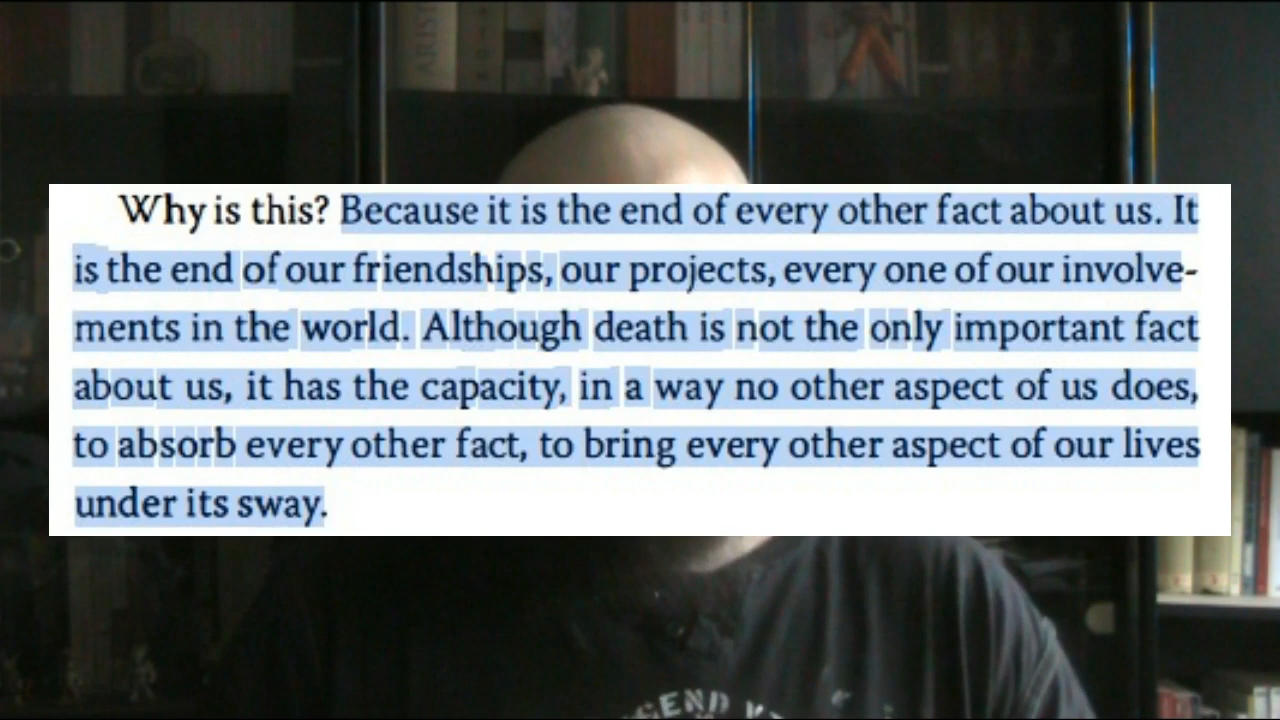 ARIST
Why is this? Because it is the end of every other fact about us. It
is the end of our friendships, our projects, every one of our involve-
ments in the world. Although death is not the only important fact
about us, it has the capacity, in a way no other aspect of us does,
to absorb every other fact, to bring every other aspect of our lives
under its sway.